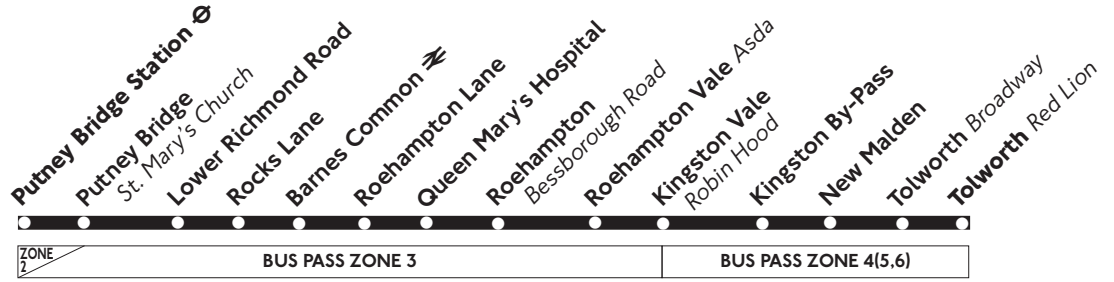 Putney Bridge Station
Putney Bridge
St. Mary's Church
Lower Richmond Road
Rocks Lane
Barnes Common
Roehampton Lane
Queen Mary's Hospital
Roehampton
Bessborough Road
Roehampton Vale Asda
Kingston Vale
Robin Hood
Kingston By-Pass
New Malden
Tolworth Broadway
Tolworth Red Lion
ZONE
2
BUS PASS ZONE 3
BUS PASS ZONE 4(5,6)